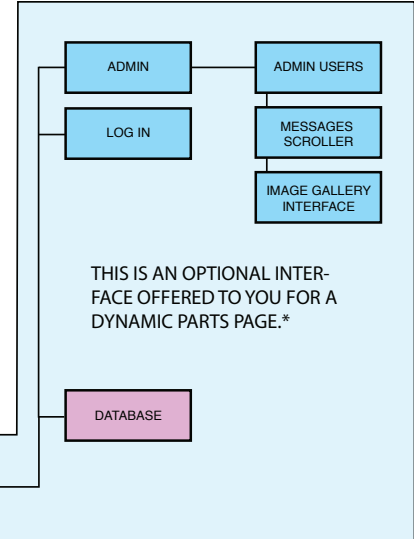 ADMIN
ADMIN USERS
LOG IN
MESSAGES
SCROLLER
IMAGE GALLERY
INTERFACE
THIS IS AN OPTIONAL INTER-
FACE OFFERED TO YOU FOR A
DYNAMIC PARTS PAGE.*
DATABASE